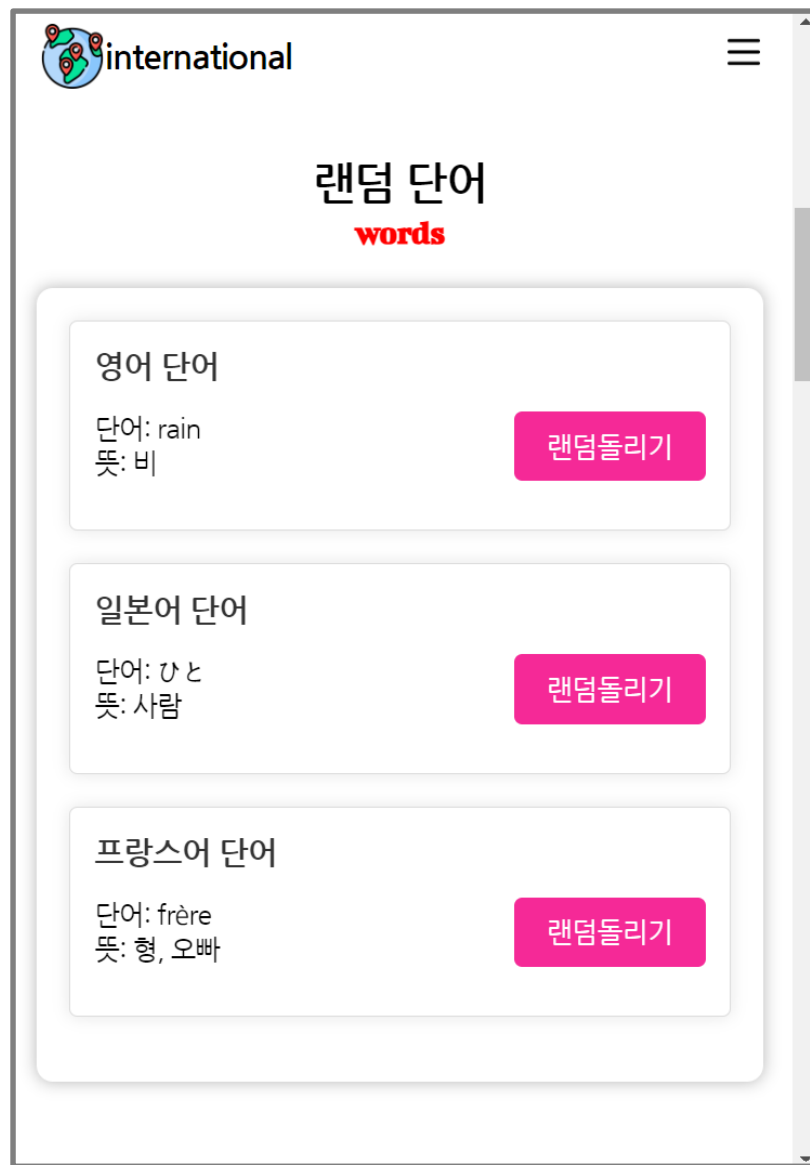 international
랜덤 단어
words
영어 단어
단어: rain
뜻: 비
랜덤돌리기
일본어 단어
단어: ひと
뜻: 사람
랜덤돌리기
프랑스어 단어
단어: frère
뜻: 형, 오빠
랜덤돌리기